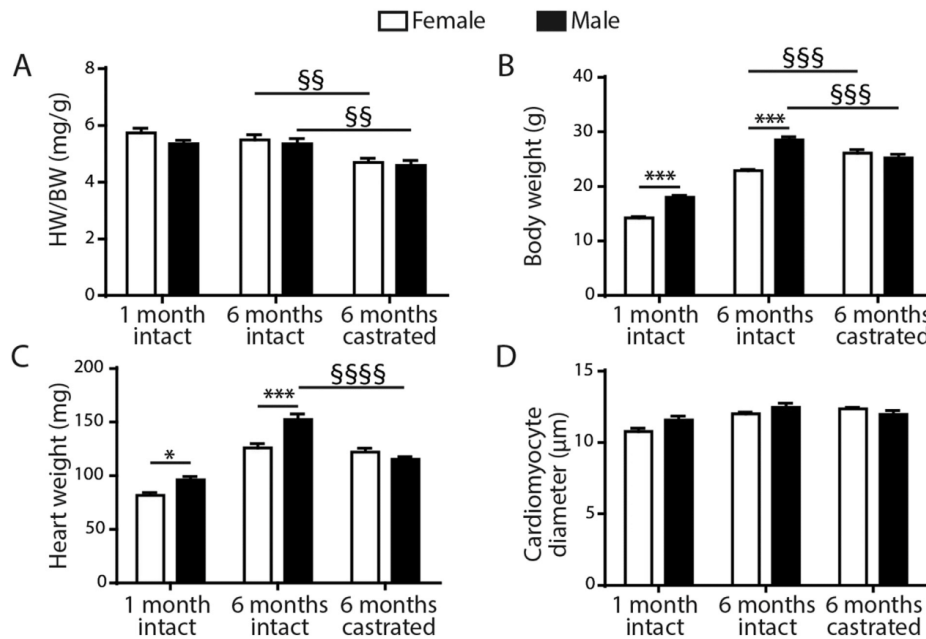 Female Male
A
HW/BW (mg/g)
8
6
4
2
0
§§
§§
1 month intact
6 months intact
6 months castrated
B
Body weight (g)
40
30
20
10
0
***
***
§§§
§§§
1 month intact
6 months intact
6 months castrated
C
Heart weight (mg)
200
150
100
50
0
*
***
§§§§
1 month intact
6 months intact
6 months castrated
D
Cardiomyocyte
diameter (µm)
15
10
5
0
1 month intact
6 months intact
6 months castrated